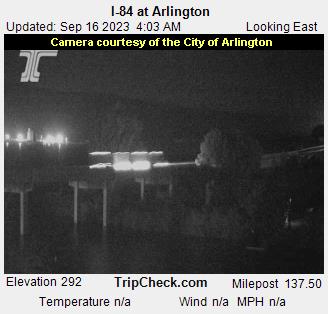 I-84 at Arlington
Updated: Sep 16 2023 4:03 AM Looking East
Camera courtesy of the City of Arlington
Elevation 292 TripCheck.com Milepost 137.50
Temperature n/a Wind n/a MPH n/a